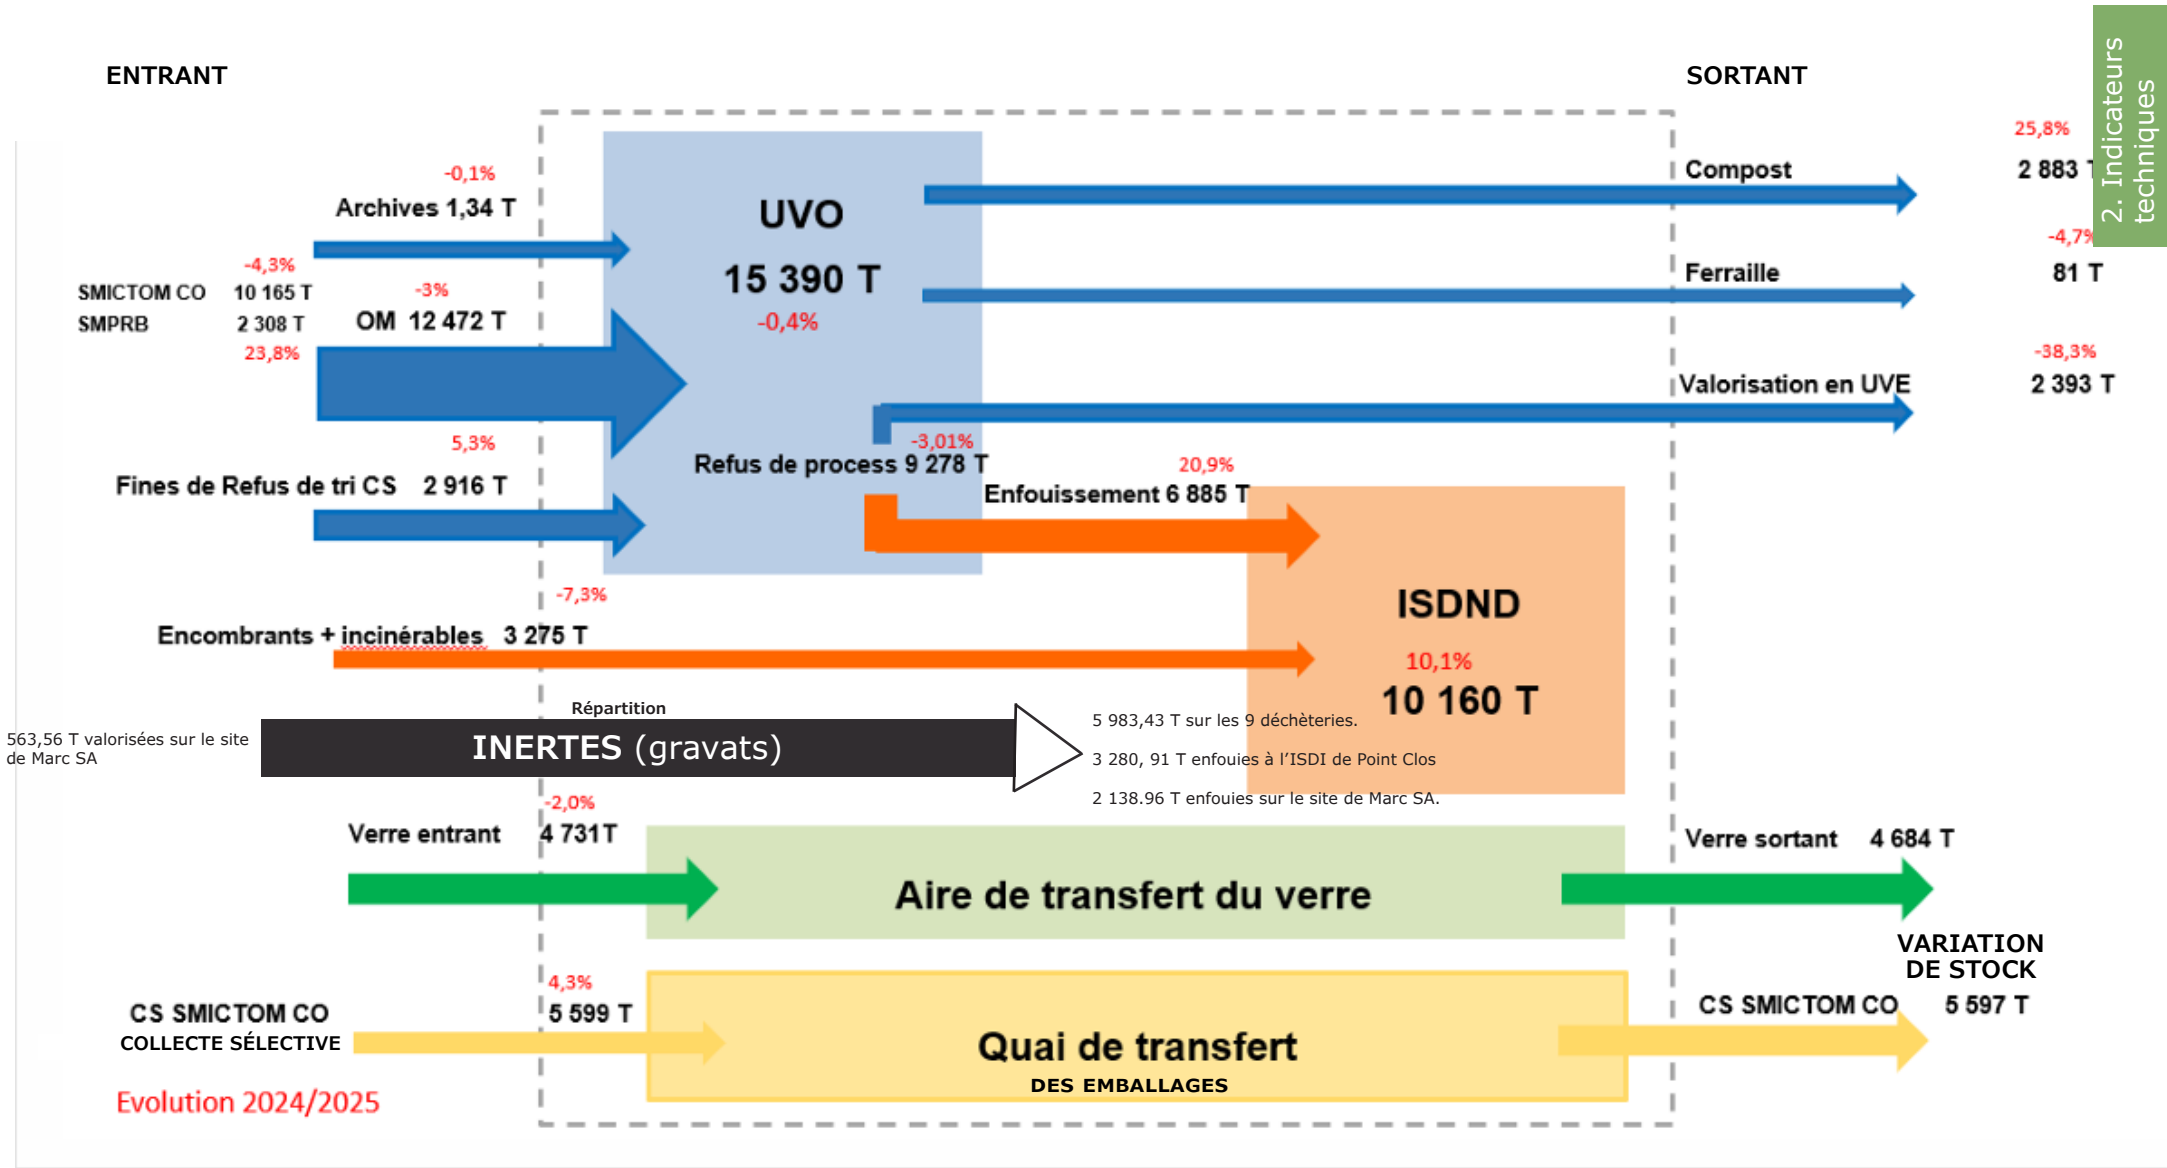 ENTRANT
SORTANT
2. Indicateurs
techniques
25,8%
Compost
2 883 T
-0,1%
Archives 1,34 T
UVO
15 390 T
-0,4%
-4,7%
Ferraille
81 T
-4,3%
SMICTOM CO 10 165 T
SMPRB 2 308 T
23,8%
-3%
OM 12 472 T
-38,3%
Valorisation en UVE
2 393 T
5,3%
Fines de Refus de tri CS 2 916 T
-3,01%
Refus de process 9 278 T
20,9%
Enfouissement 6 885 T
-7,3%
Encombrants + incinérables 3 275 T
ISDND
10,1%
10 160 T
Répartition
563,56 T valorisées sur le site
de Marc SA
INERTES (gravats)
5 983,43 T sur les 9 déchèteries.
3 280, 91 T enfouies à l'ISDI de Point Clos
2 138.96 T enfouies sur le site de Marc SA.
-2,0%
Verre entrant 4 731 T
Aire de transfert du verre
Verre sortant 4 684 T
VARIATION
DE STOCK
4,3%
CS SMICTOM CO 5 599 T
COLLECTE SÉLECTIVE
Quai de transfert
DES EMBALLAGES
CS SMICTOM CO 5 597 T
Evolution 2024/2025